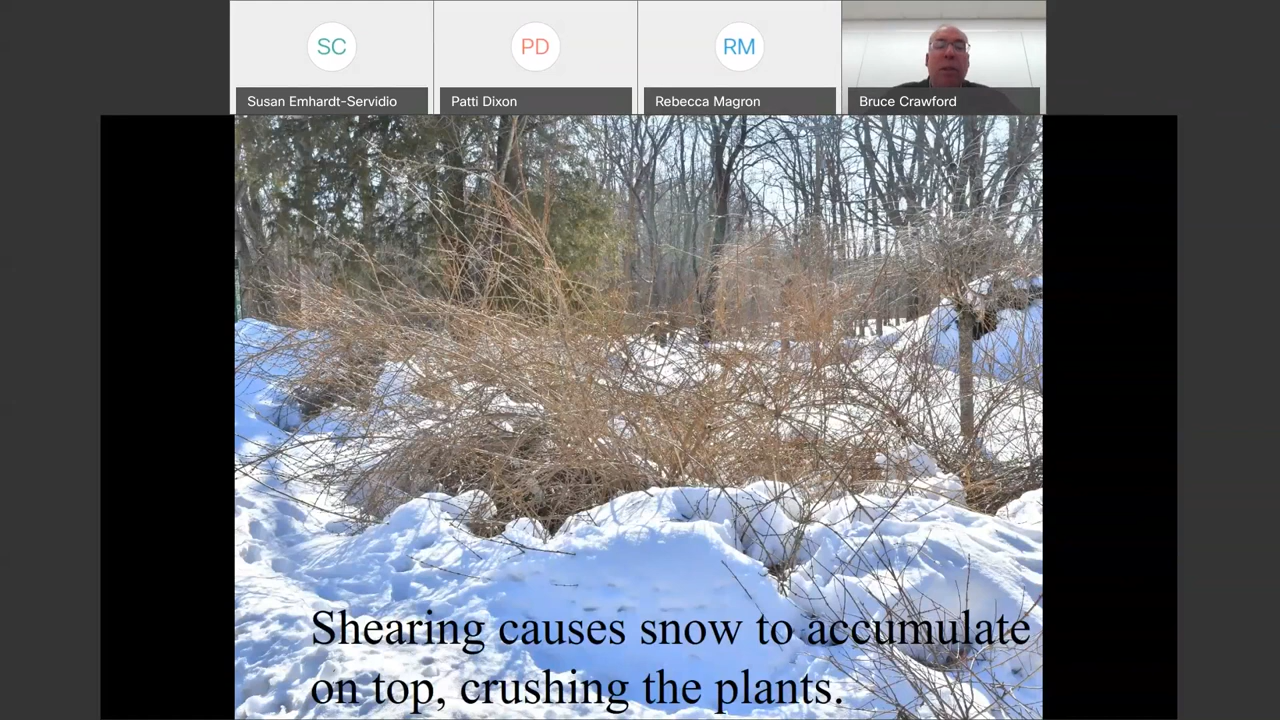 SC
PD
RM
Susan Emhardt-Servidio
Patti Dixon
Rebecca Magron
Bruce Crawford
Shearing causes snow to accumulate
on top, crushing the plants.